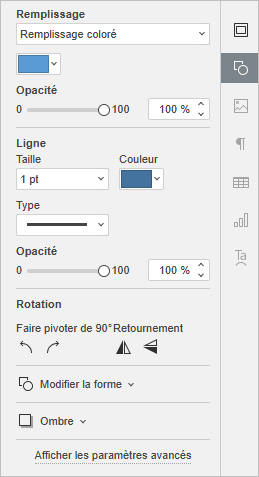 Remplissage
Remplissage coloré
Opacité
0 100 100 %
Ligne
Taille Couleur
1 pt
Type
Opacité
0 100 100 %
Rotation
Faire pivoter de 90° Retournement
Modifier la forme
Ombre
Afficher les paramètres avancés
Ta